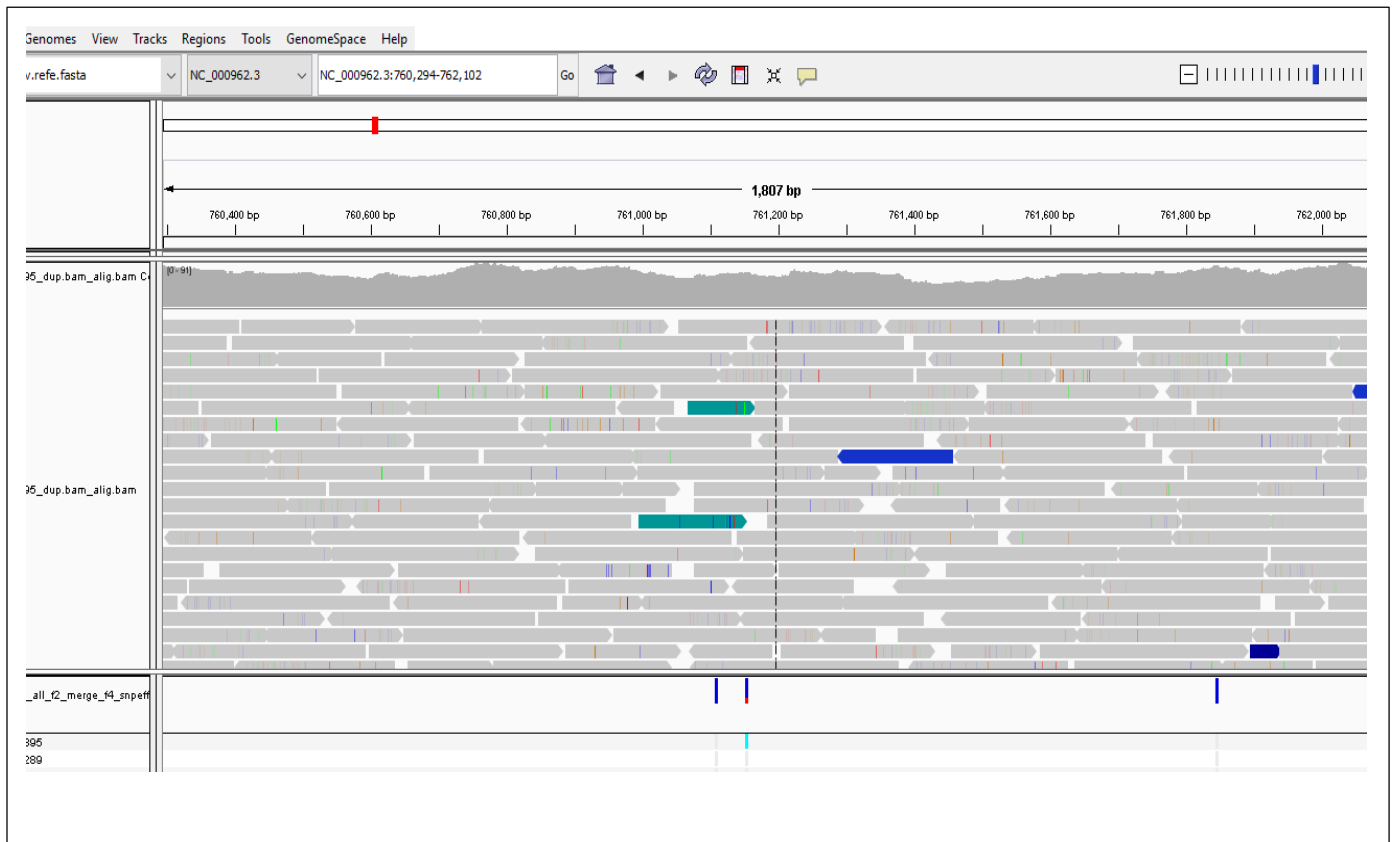 Genomes View Tracks Regions Tools GenomeSpace Help
v.refe.fasta NC_000962.3 NC_000962.3:760,294-762,102 Go
1,807 bp
760,400 bp 760,600 bp 760,800 bp 761,000 bp 761,200 bp 761,400 bp 761,600 bp 761,800 bp 762,000 bp
95_dup.bam_alig.bam Co [0 - 91]
95_dup.bam_alig.bam
_all_f2_merge_f4_snpeff
395
289